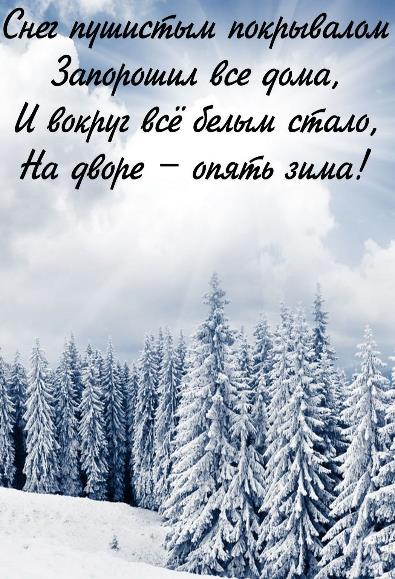 Снег пушистым покрывалом
Запорошил все дома,
И вокруг всё белым стало,
На дворе – опять зима!